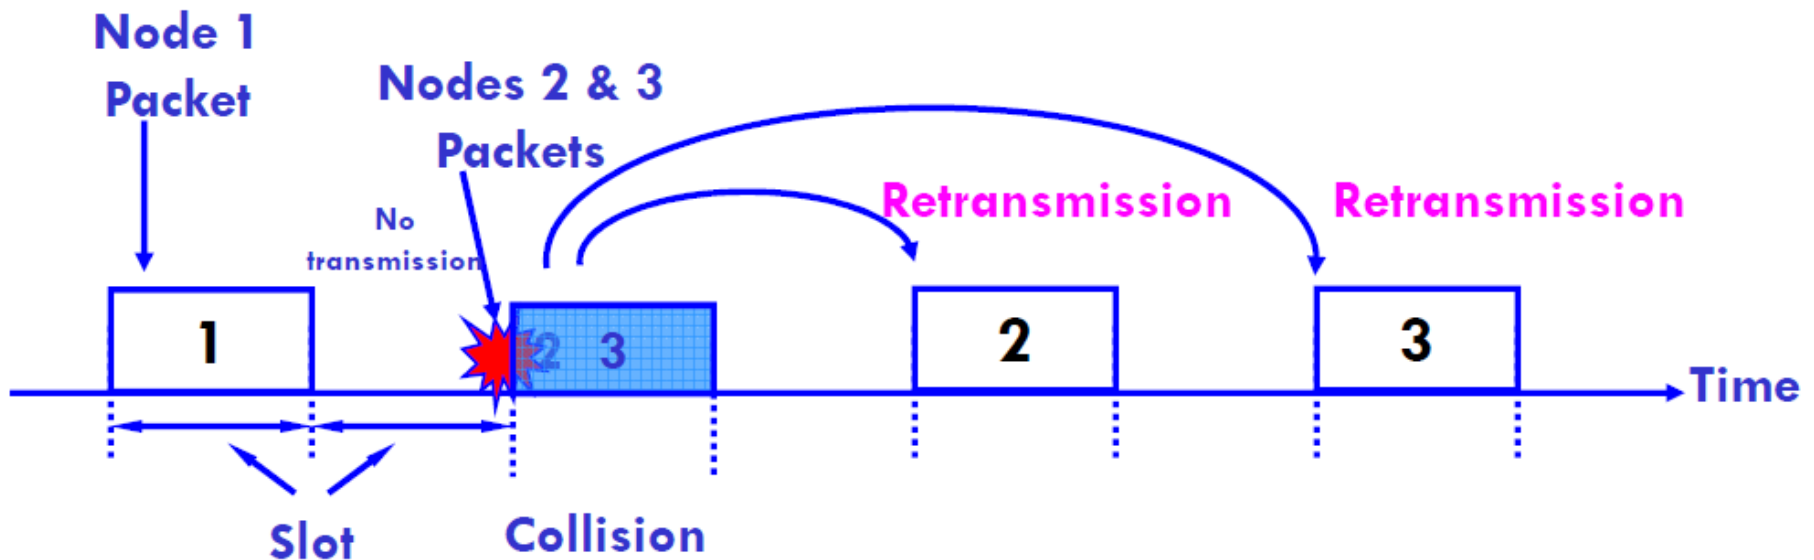 Node 1
Packet
Nodes 2 & 3
Packets
No
transmission
Retransmission
Retransmission
1
2 3
2
3
Time
Slot
Collision